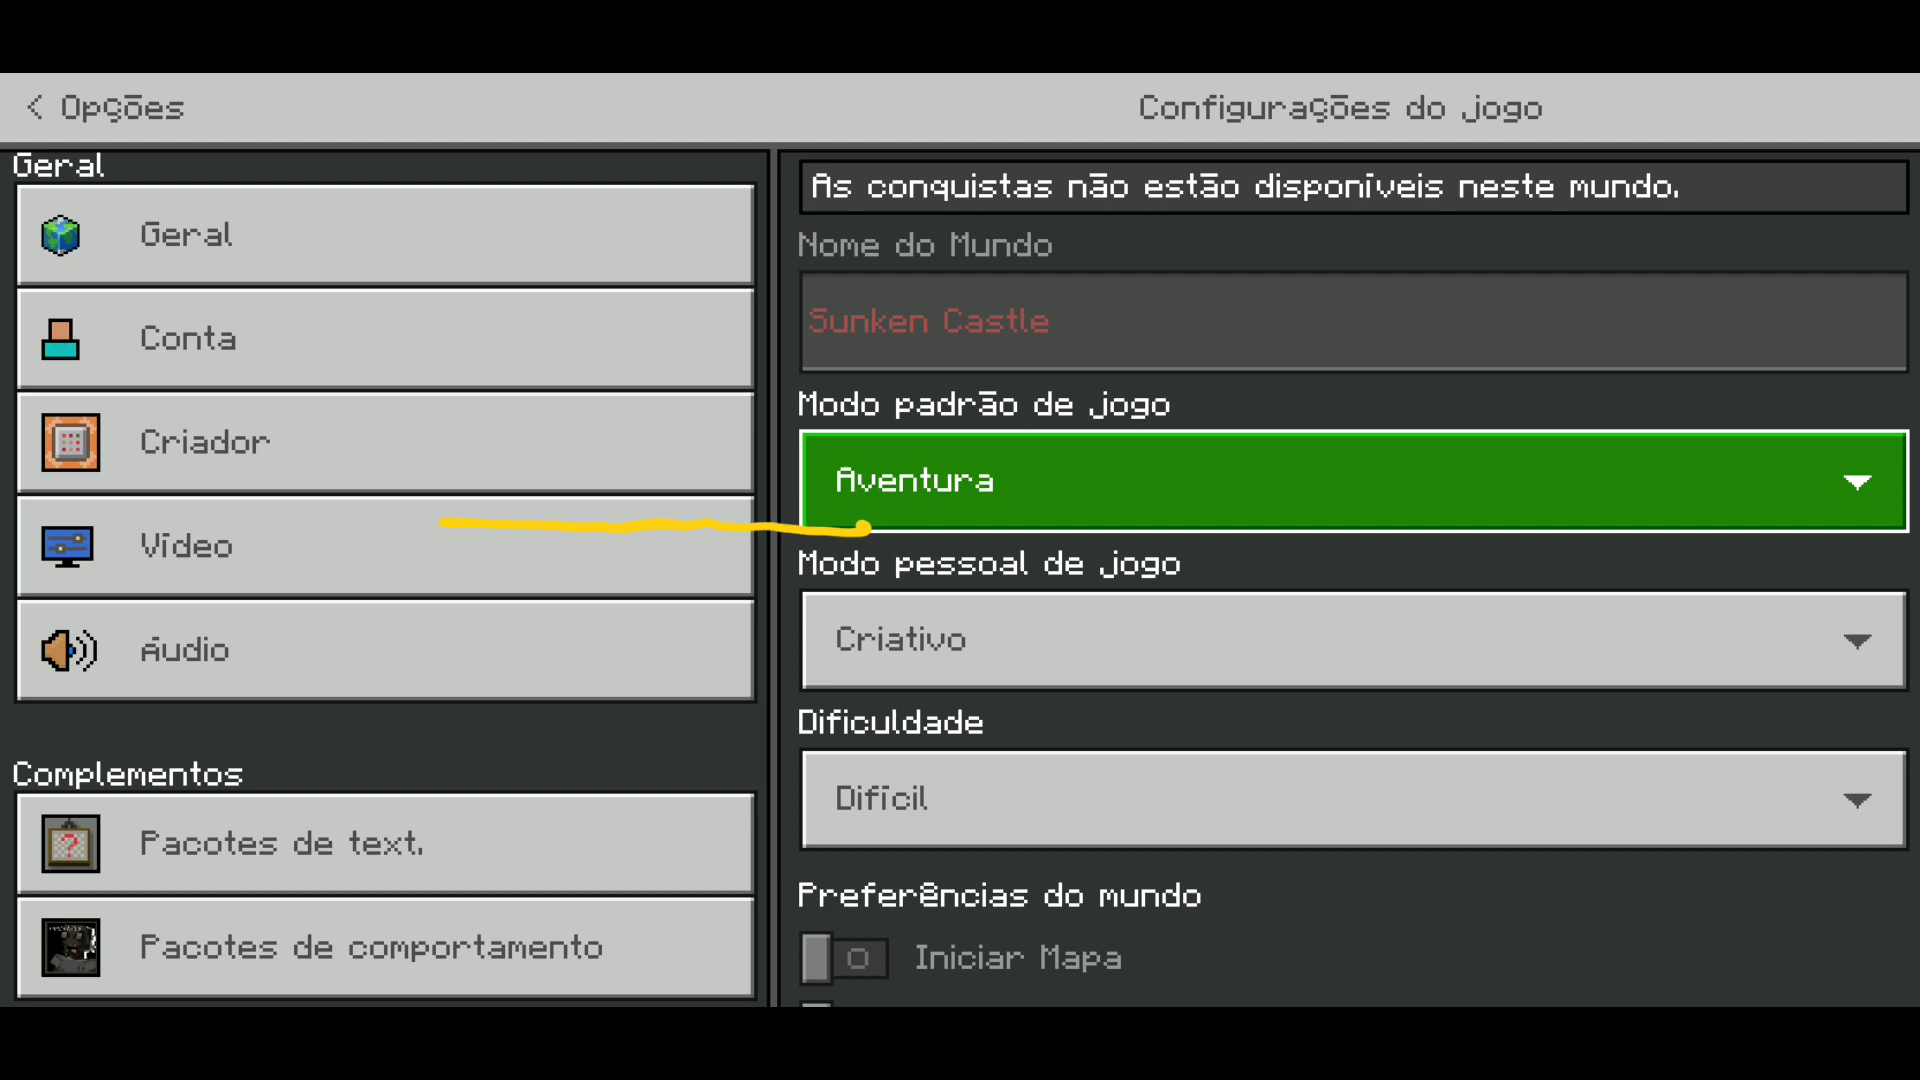 Opções
Configurações do jogo
Geral
Geral
Conta
Criador
Vídeo
áudio
Complementos
Pacotes de text.
Pacotes de comportamento
As conquistas não estão disponíveis neste mundo.
Nome do Mundo
Sunken Castle
Modo padrão de jogo
Aventura
Modo pessoal de jogo
Criativo
Dificuldade
Difícil
Preferências do mundo
Iniciar Mapa